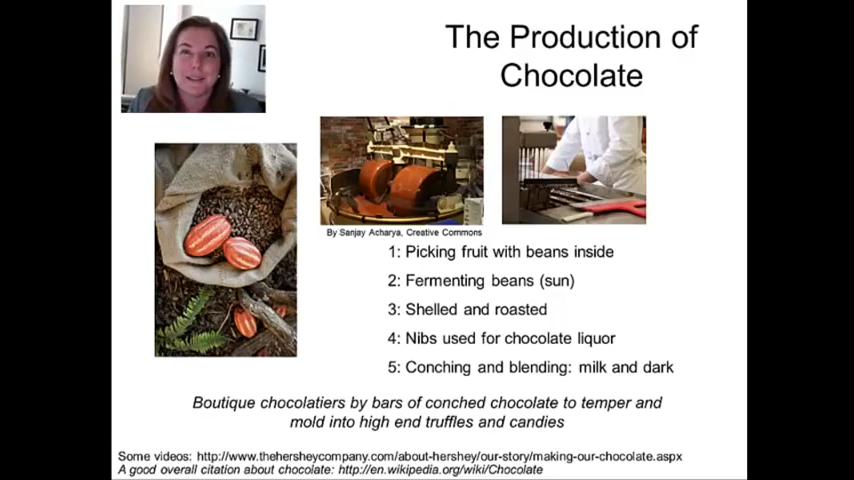 The Production of
Chocolate
By Sanjay Acharya, Creative Commons
1: Picking fruit with beans inside
2: Fermenting beans (sun)
3: Shelled and roasted
4: Nibs used for chocolate liquor
5: Conching and blending: milk and dark
Boutique chocolatiers by bars of conched chocolate to temper and
mold into high end truffles and candies
Some videos: http://www.thehersheycompany.com/about-hershey/our-story/making-our-chocolate.aspx
A good overall citation about chocolate: http://en.wikipedia.org/wiki/Chocolate